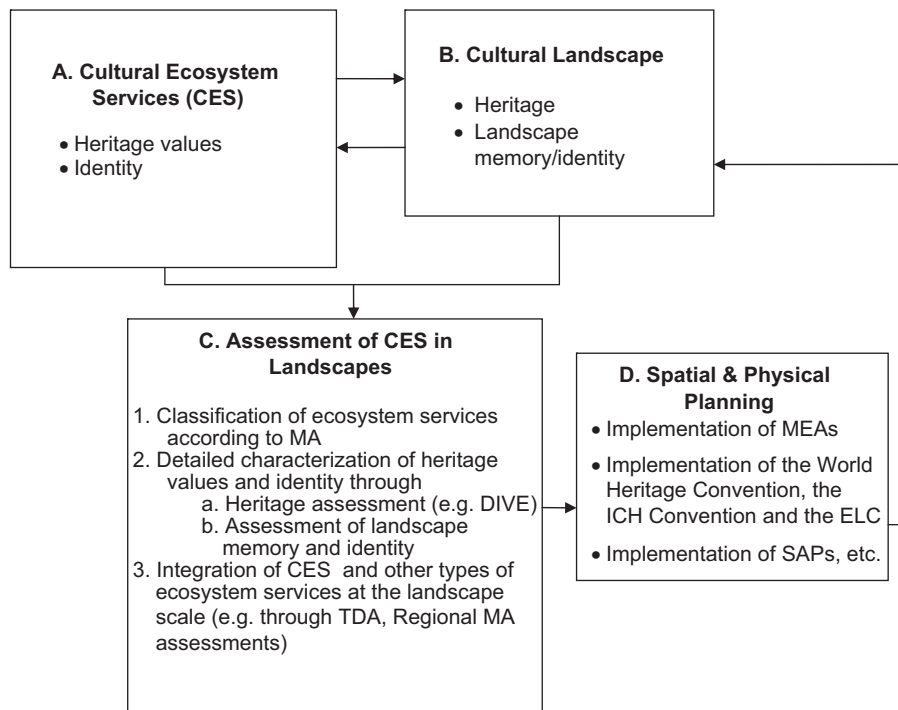 A. Cultural Ecosystem
Services (CES)
• Heritage values
• Identity
B. Cultural Landscape
• Heritage
• Landscape
memory/identity
C. Assessment of CES in
Landscapes
1. Classification of ecosystem services
according to MA
2. Detailed characterization of heritage
values and identity through
a. Heritage assessment (e.g. DIVE)
b. Assessment of landscape
memory and identity
3. Integration of CES and other types of
ecosystem services at the landscape
scale (e.g. through TDA, Regional MA
assessments)
D. Spatial & Physical
Planning
• Implementation of MEAs
• Implementation of the World
Heritage Convention, the
ICH Convention and the ELC
• Implementation of SAPs, etc.